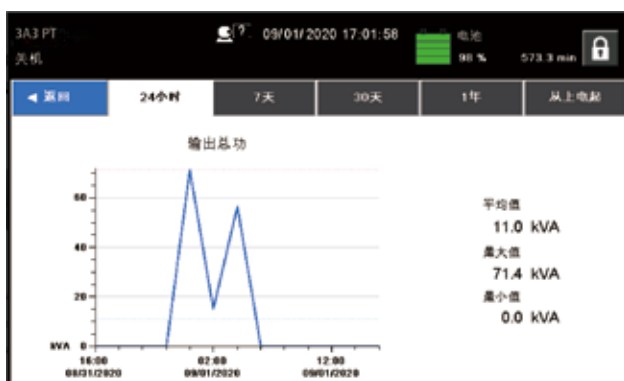 3A3 PT
关机
? 09/01/2020 17:01:58
电池
98 % 573.3 min
返回 24小时 7天 30天 1年 从上电起
输出总功
60
40
20
kVA 0
16:00 02:00 12:00
08/31/2020 09/01/2020 09/01/2020
平均值
11.0 kVA
最大值
71.4 kVA
最小值
0.0 kVA